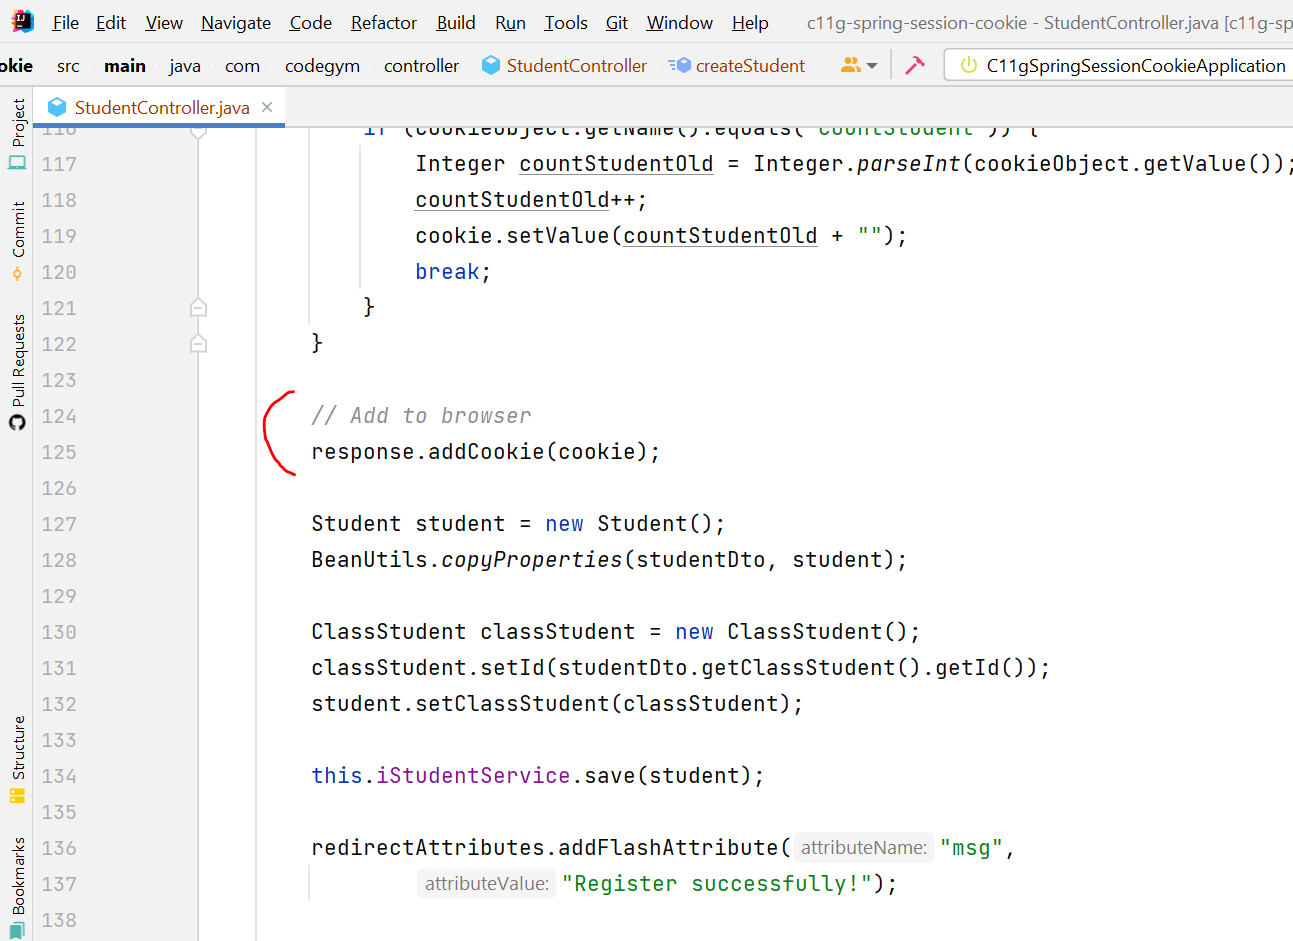 File Edit View Navigate Code Refactor Build Run Tools Git Window Help c11g-spring-session-cookie - StudentController.java [c11g-sp
okie src main java com codegym controller StudentController createStudent C11gSpringSessionCookieApplication
StudentController.java
Project
Commit
Pull Requests
Structure
Bookmarks
116 if (cookieObject.getName().equals("countStudent")) {
117 Integer countStudentOld = Integer.parseInt(cookieObject.getValue());
118 countStudentOld++;
119 cookie.setValue(countStudentOld + "");
120 break;
121 }
122 }
123
124 // Add to browser
125 response.addCookie(cookie);
126
127 Student student = new Student();
128 BeanUtils.copyProperties(studentDto, student);
129
130 ClassStudent classStudent = new ClassStudent();
131 classStudent.setId(studentDto.getClassStudent().getId());
132 student.setClassStudent(classStudent);
133
134 this.iStudentService.save(student);
135
136 redirectAttributes.addFlashAttribute( attributeName: "msg",
137 attributeValue: "Register successfully!");
138